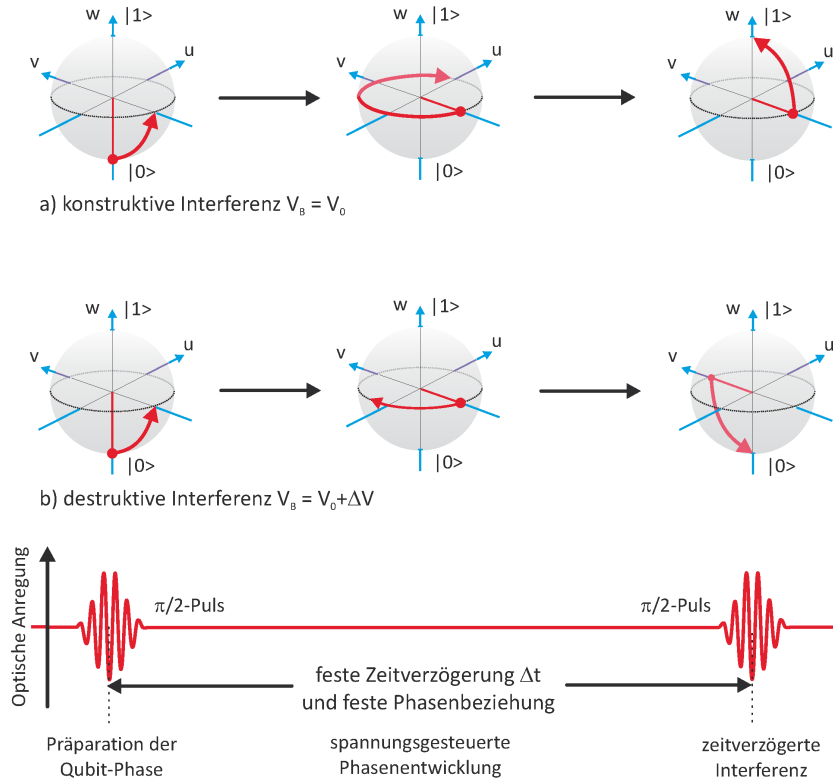 w |1> w |1> w |1>
v u v u v u
|0> |0> |0>
a) konstruktive Interferenz V_B = V_0
w |1> w |1> w |1>
v u v u v u
|0> |0> |0>
b) destruktive Interferenz V_B = V_0+ΔV
Optische Anregung
π/2-Puls π/2-Puls
feste Zeitverzögerung Δt
und feste Phasenbeziehung
Präparation der
Qubit-Phase
spannungsgesteuerte
Phasenentwicklung
zeitverzögerte
Interferenz